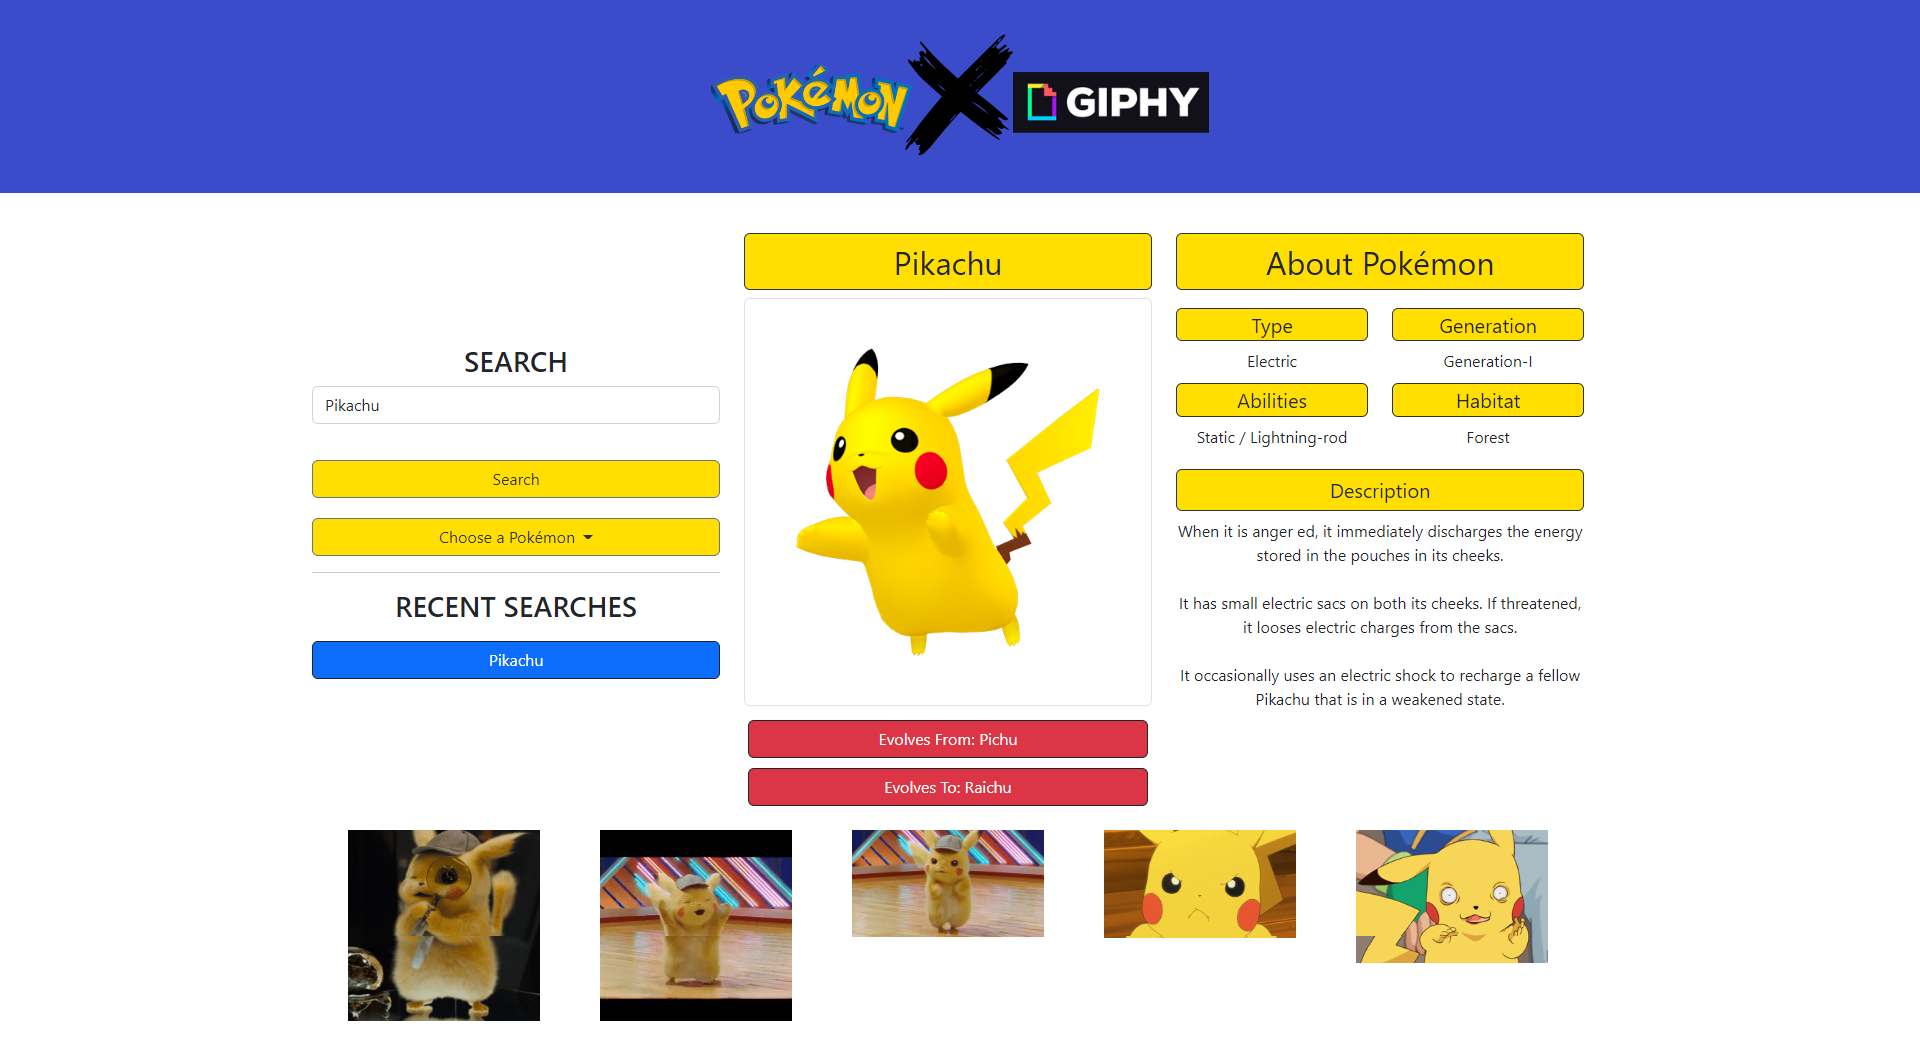 POKÉMON X GIPHY
SEARCH
Pikachu
Search
Choose a Pokémon
RECENT SEARCHES
Pikachu
Pikachu
Evolves From: Pichu
Evolves To: Raichu
About Pokémon
Type
Generation
Electric
Generation-I
Abilities
Habitat
Static / Lightning-rod
Forest
Description
When it is anger ed, it immediately discharges the energy
stored in the pouches in its cheeks.
It has small electric sacs on both its cheeks. If threatened,
it looses electric charges from the sacs.
It occasionally uses an electric shock to recharge a fellow
Pikachu that is in a weakened state.